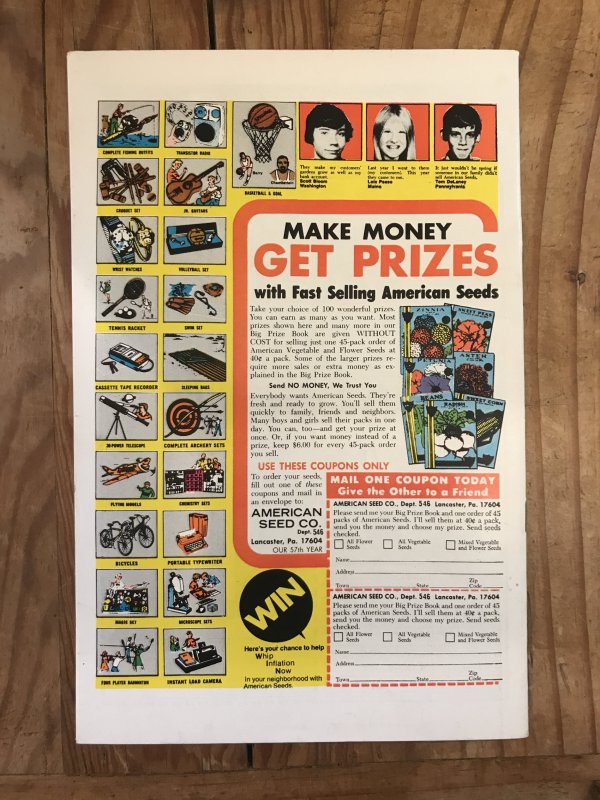 COMPLETE FISHING OUTFITS
TRANSISTOR RADIO
CROQUET SET
JR. GUITARS
Barry
Chamberlain
BASKETBALL & GOAL
They make my customers'
gardens grow as well as my
bank account.
Scott Bloom
Washington
Last year I went to them
(my customers). This year
they came to me.
Lola Pease
Maine
It just wouldn't be spring if
someone in our family didn't
sell American Seeds.
Tom DeLaney
Pennsylvania
WRIST WATCHES
VOLLEYBALL SET
TENNIS RACKET
SWIM SET
CASSETTE TAPE RECORDER
SLEEPING BAGS
30-POWER TELESCOPE
COMPLETE ARCHERY SETS
FLYING MODELS
CHEMISTRY SETS
BICYCLES
PORTABLE TYPEWRITER
MAGIC SET
MICROSCOPE SETS
FOUR PLAYER BADMINTON
INSTANT LOAD CAMERA
MAKE MONEY
GET PRIZES
with Fast Selling American Seeds
Take your choice of 100 wonderful prizes.
You can earn as many as you want. Most
prizes shown here and many more in our
Big Prize Book are given WITHOUT
COST for selling just one 45-pack order of
American Vegetable and Flower Seeds at
40¢ a pack. Some of the larger prizes re-
quire more sales or extra money as ex-
plained in the Big Prize Book.
Send NO MONEY, We Trust You
Everybody wants American Seeds. They're
fresh and ready to grow. You'll sell them
quickly to family, friends and neighbors.
Many boys and girls sell their packs in one
day. You can, too—and get your prize at
once. Or, if you want money instead of a
prize, keep $6.00 for every 45-pack order
you sell.
ZINNIA
SWEET PEAS
ASTER
BEANS
RADISH
SWEET CORN
USE THESE COUPONS ONLY
To order your seeds,
fill out one of these
coupons and mail in
an envelope to:
AMERICAN
SEED CO.
Dept. 546
Lancaster, Pa. 17604
OUR 57th YEAR
MAIL ONE COUPON TODAY
Give the Other to a Friend
AMERICAN SEED CO., Dept. 546 Lancaster, Pa. 17604
Please send me your Big Prize Book and one order of 45
packs of American Seeds. I'll sell them at 40¢ a pack,
send you the money and choose my prize. Send seeds
checked.
All Flower Seeds
All Vegetable Seeds
Mixed Vegetable and Flower Seeds
Name
Address
Town State Zip Code
AMERICAN SEED CO., Dept. 546 Lancaster, Pa. 17604
Please send me your Big Prize Book and one order of 45
packs of American Seeds. I'll sell them at 40¢ a pack,
send you the money and choose my prize. Send seeds
checked.
All Flower Seeds
All Vegetable Seeds
Mixed Vegetable and Flower Seeds
Name
Address
Town State Zip Code
WIN
Here's your chance to help
Whip
Inflation
Now
in your neighborhood with
American Seeds.